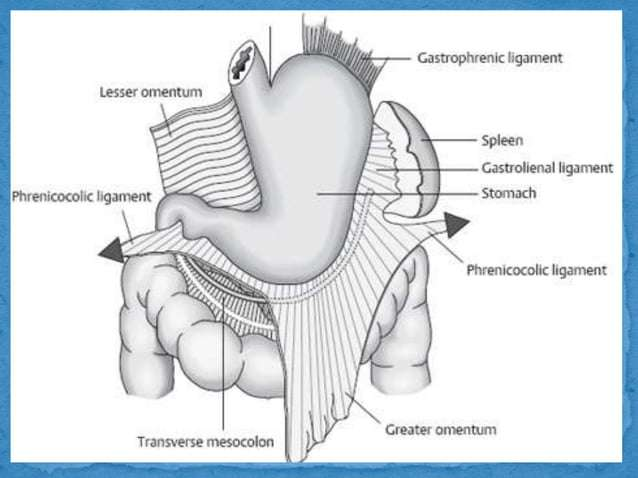 Gastrophrenic ligament
Lesser omentum
Spleen
Gastrolienal ligament
Stomach
Phrenicocolic ligament
Phrenicocolic ligament
Greater omentum
Transverse mesocolon